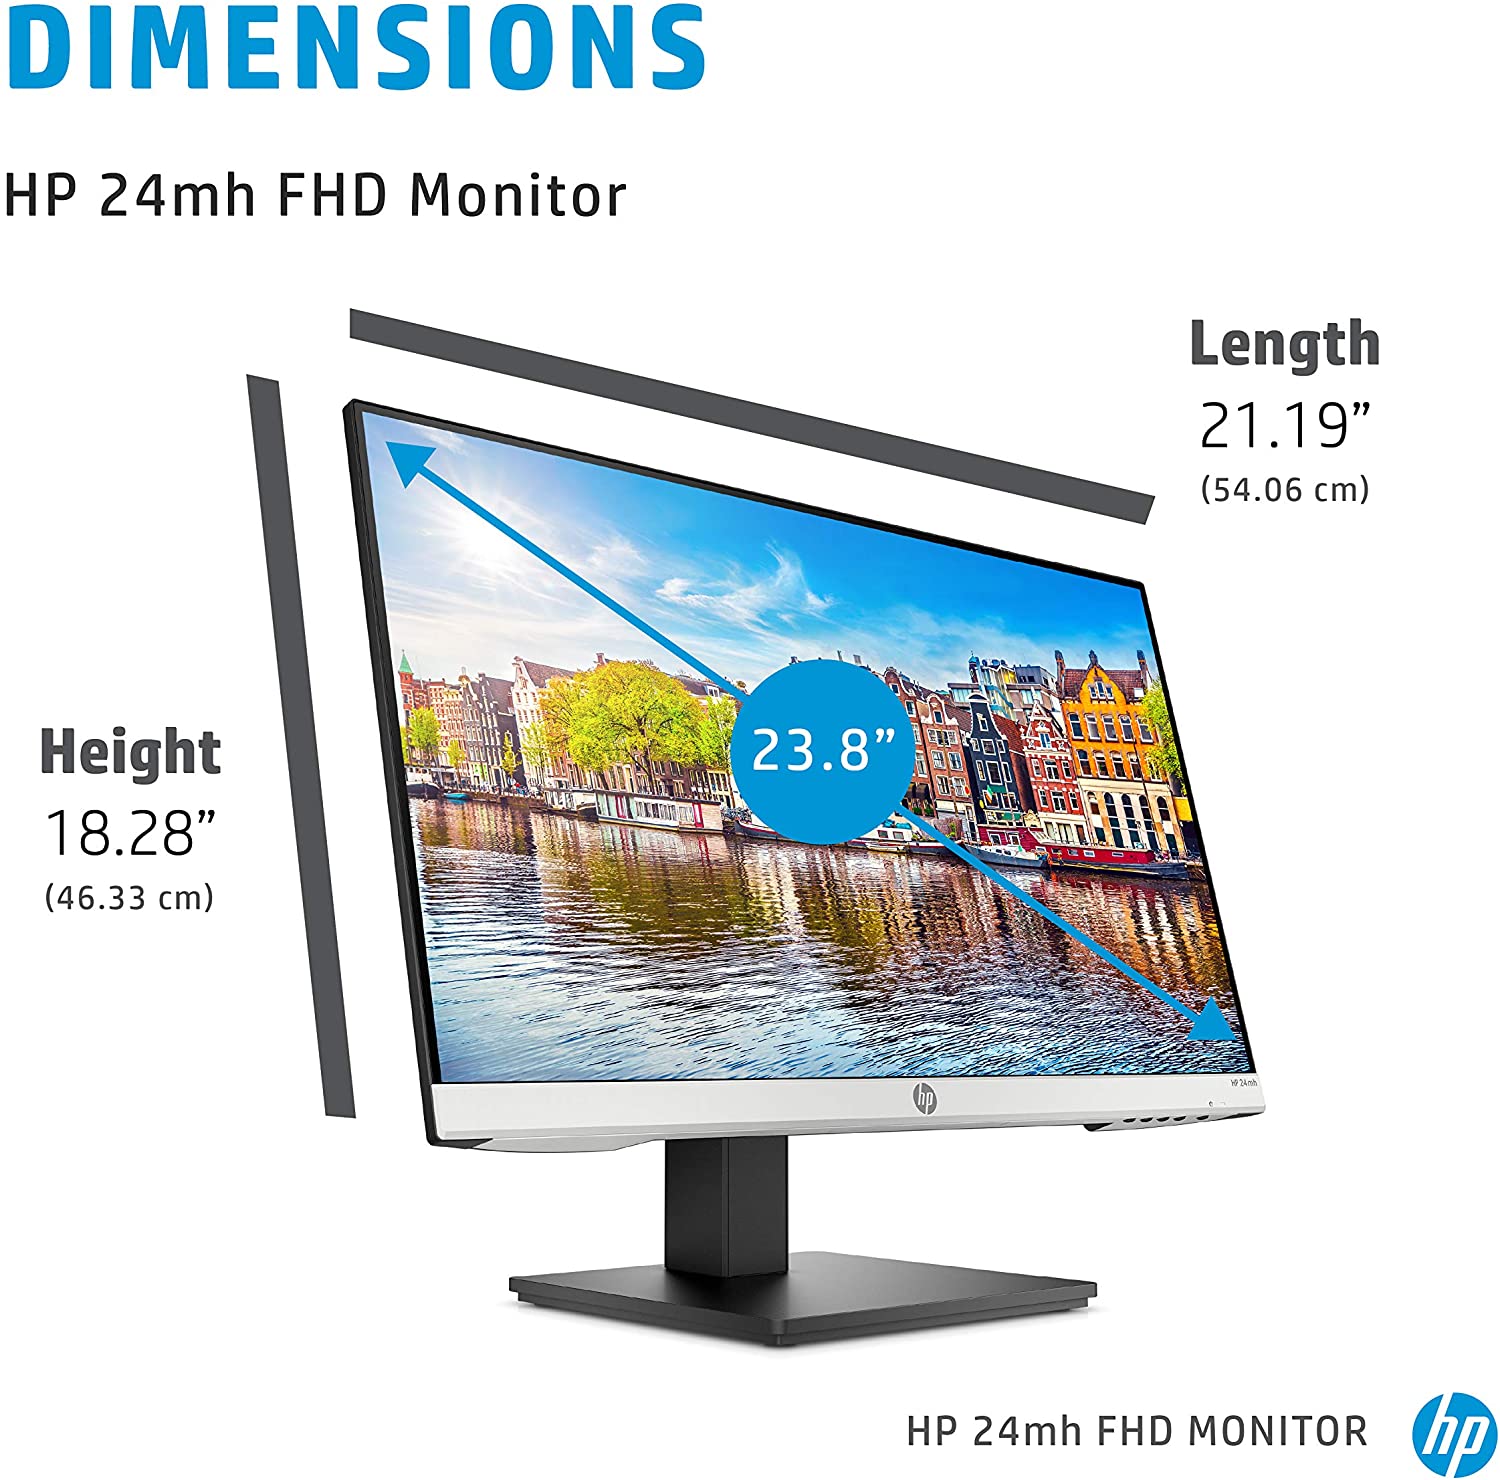 DIMENSIONS
HP 24mh FHD Monitor
Length
21.19”
(54.06 cm)
Height
18.28”
(46.33 cm)
23.8”
hp
HP 24mh
HP 24mh FHD MONITOR
hp